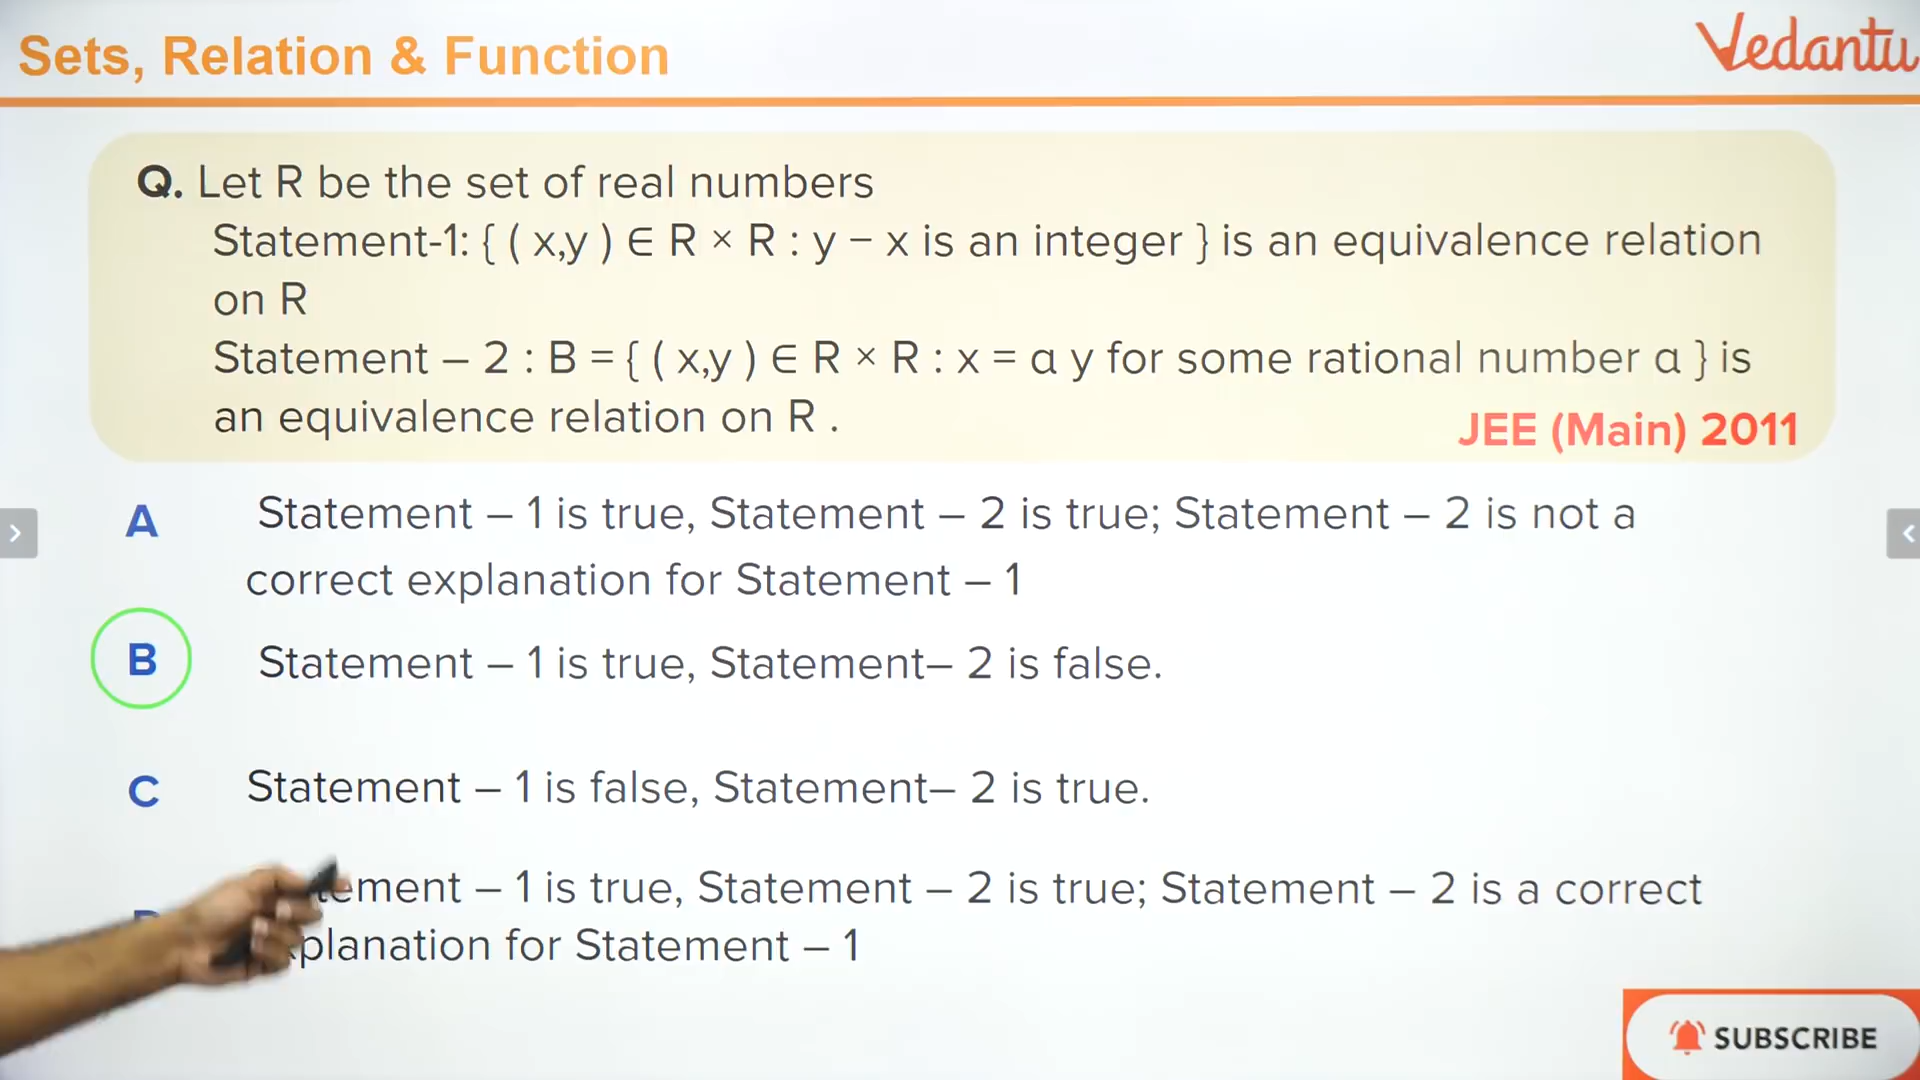 Sets, Relation & Function
Vedantu
Q. Let R be the set of real numbers
Statement-1: { ( x,y ) ∈ R × R : y − x is an integer } is an equivalence relation
on R
Statement – 2 : B = { ( x,y ) ∈ R × R : x = α y for some rational number α } is
an equivalence relation on R .
JEE (Main) 2011
A Statement – 1 is true, Statement – 2 is true; Statement – 2 is not a
correct explanation for Statement – 1
B Statement – 1 is true, Statement– 2 is false.
C Statement – 1 is false, Statement– 2 is true.
tement – 1 is true, Statement – 2 is true; Statement – 2 is a correct
planation for Statement – 1
SUBSCRIBE